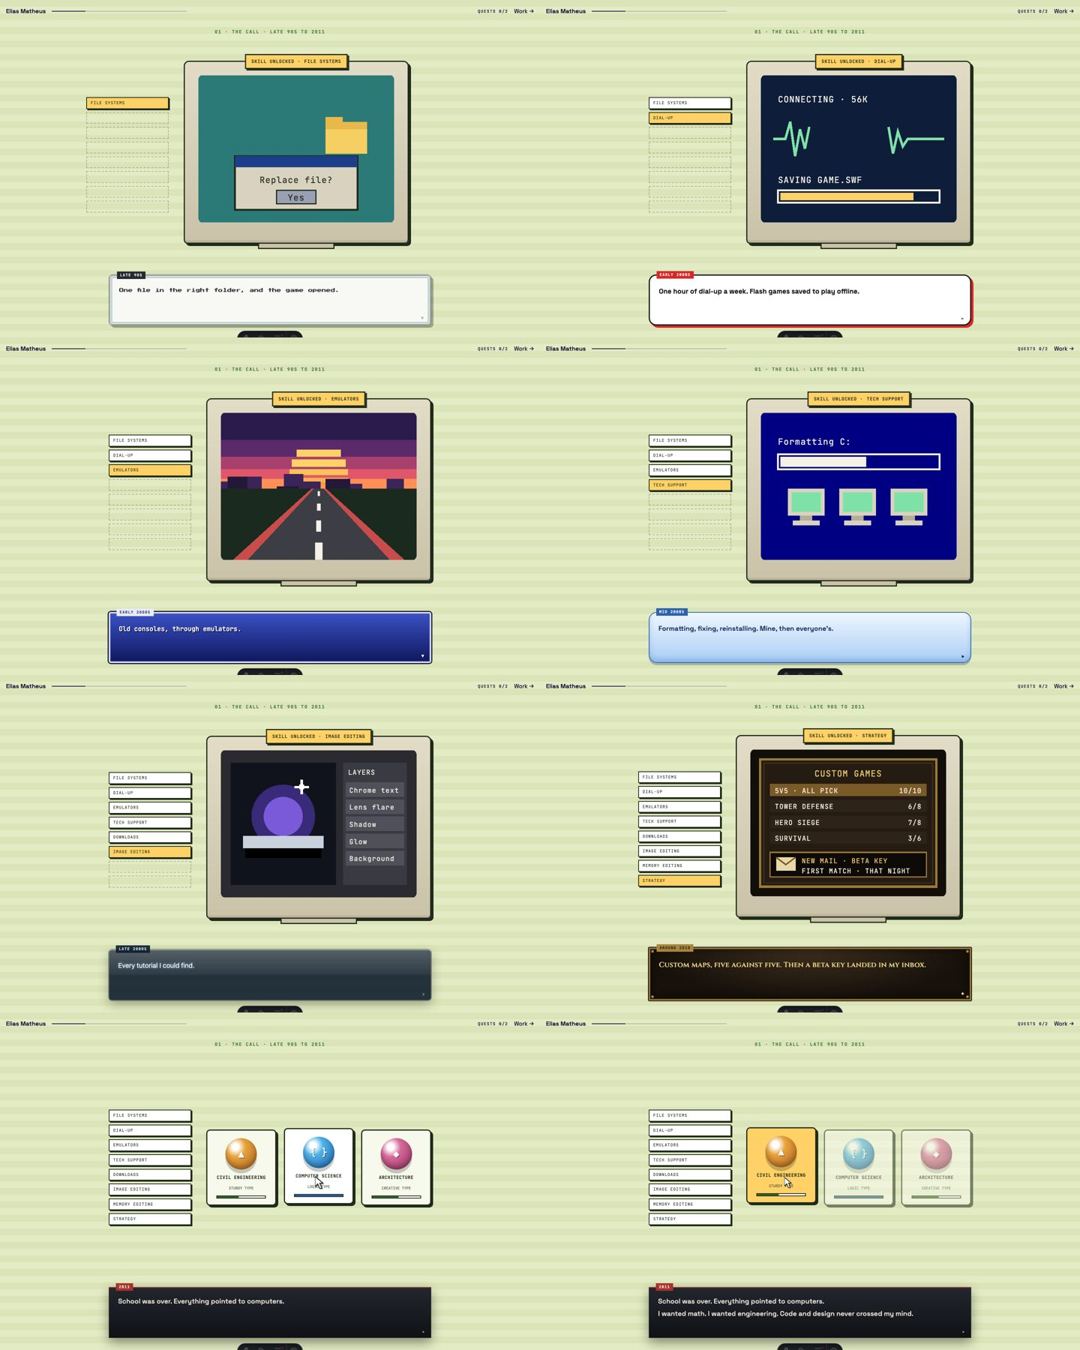 Elias Matheus
QUESTS 0/2 Work →
01 · THE CALL · LATE 90S TO 2011
SKILL UNLOCKED · FILE SYSTEMS
FILE SYSTEMS
Replace file?
Yes
LATE 90S
One file in the right folder, and the game opened.
Elias Matheus
QUESTS 0/2 Work →
01 · THE CALL · LATE 90S TO 2011
SKILL UNLOCKED · DIAL-UP
FILE SYSTEMS
DIAL-UP
CONNECTING · 56K
SAVING GAME.SWF
EARLY 2000S
One hour of dial-up a week. Flash games saved to play offline.
Elias Matheus
QUESTS 0/2 Work →
01 · THE CALL · LATE 90S TO 2011
SKILL UNLOCKED · EMULATORS
FILE SYSTEMS
DIAL-UP
EMULATORS
EARLY 2000S
Old consoles, through emulators.
Elias Matheus
QUESTS 0/2 Work →
01 · THE CALL · LATE 90S TO 2011
SKILL UNLOCKED · TECH SUPPORT
FILE SYSTEMS
DIAL-UP
EMULATORS
TECH SUPPORT
Formatting C:
MID 2000S
Formatting, fixing, reinstalling. Mine, then everyone's.
Elias Matheus
QUESTS 0/2 Work →
01 · THE CALL · LATE 90S TO 2011
SKILL UNLOCKED · IMAGE EDITING
FILE SYSTEMS
DIAL-UP
EMULATORS
TECH SUPPORT
DOWNLOADS
IMAGE EDITING
LAYERS
Chrome text
Lens flare
Shadow
Glow
Background
LATE 2000S
Every tutorial I could find.
Elias Matheus
QUESTS 0/2 Work →
01 · THE CALL · LATE 90S TO 2011
SKILL UNLOCKED · STRATEGY
FILE SYSTEMS
DIAL-UP
EMULATORS
TECH SUPPORT
DOWNLOADS
IMAGE EDITING
MEMORY EDITING
STRATEGY
CUSTOM GAMES
5V5 · ALL PICK 10/10
TOWER DEFENSE 6/8
HERO SIEGE 7/8
SURVIVAL 3/6
NEW MAIL · BETA KEY
FIRST MATCH · THAT NIGHT
AROUND 2010
Custom maps, five against five. Then a beta key landed in my inbox.
Elias Matheus
QUESTS 0/2 Work →
01 · THE CALL · LATE 90S TO 2011
FILE SYSTEMS
DIAL-UP
EMULATORS
TECH SUPPORT
DOWNLOADS
IMAGE EDITING
MEMORY EDITING
STRATEGY
CIVIL ENGINEERING
STURDY TYPE
{ }
COMPUTER SCIENCE
ARCHITECTURE
CREATIVE TYPE
2011
School was over. Everything pointed to computers.
Elias Matheus
QUESTS 0/2 Work →
01 · THE CALL · LATE 90S TO 2011
FILE SYSTEMS
DIAL-UP
EMULATORS
TECH SUPPORT
DOWNLOADS
IMAGE EDITING
MEMORY EDITING
STRATEGY
CIVIL ENGINEERING
STURDY
{ }
COMPUTER SCIENCE
LOGIC TYPE
ARCHITECTURE
CREATIVE TYPE
2011
School was over. Everything pointed to computers.
I wanted math. I wanted engineering. Code and design never crossed my mind.